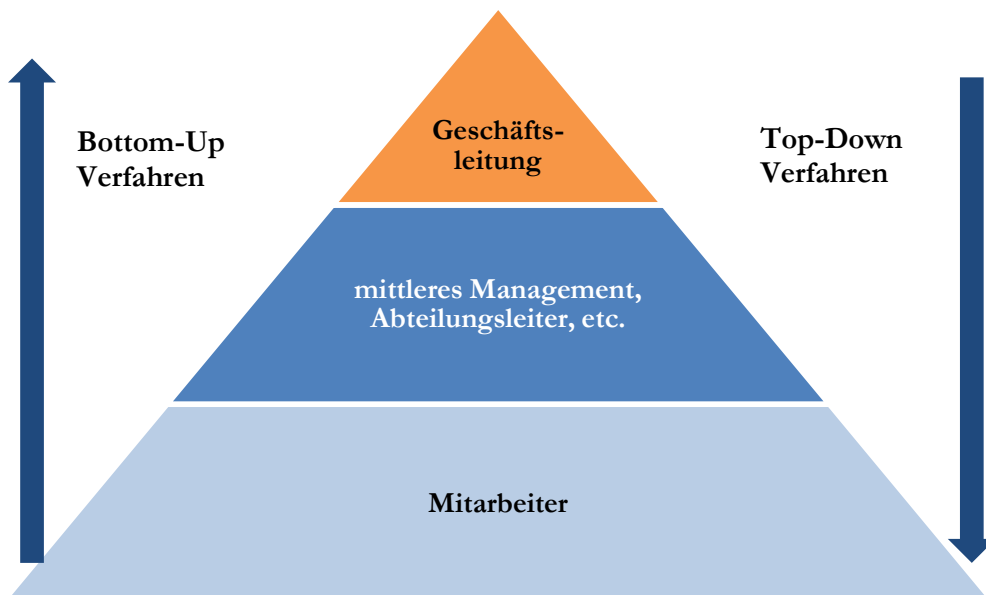 Geschäfts-
leitung
Bottom-Up
Verfahren
Top-Down
Verfahren
mittleres Management,
Abteilungsleiter, etc.
Mitarbeiter